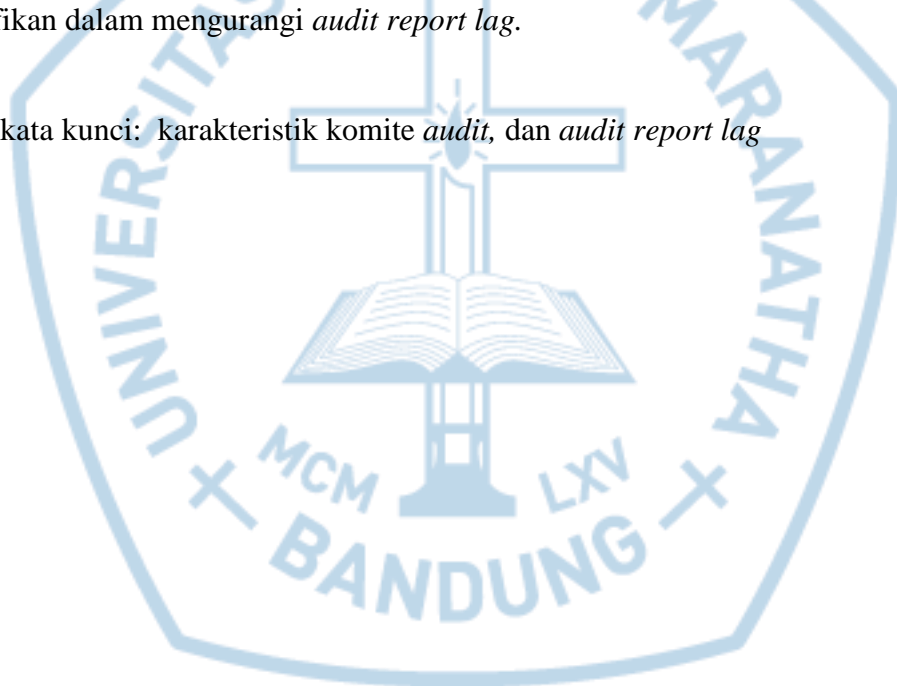 fikan dalam mengurangi audit report lag.
kata kunci: karakteristik komite audit, dan audit report lag
UNIVERSITAS
MARANATHA
MCM LXV
BANDUNG